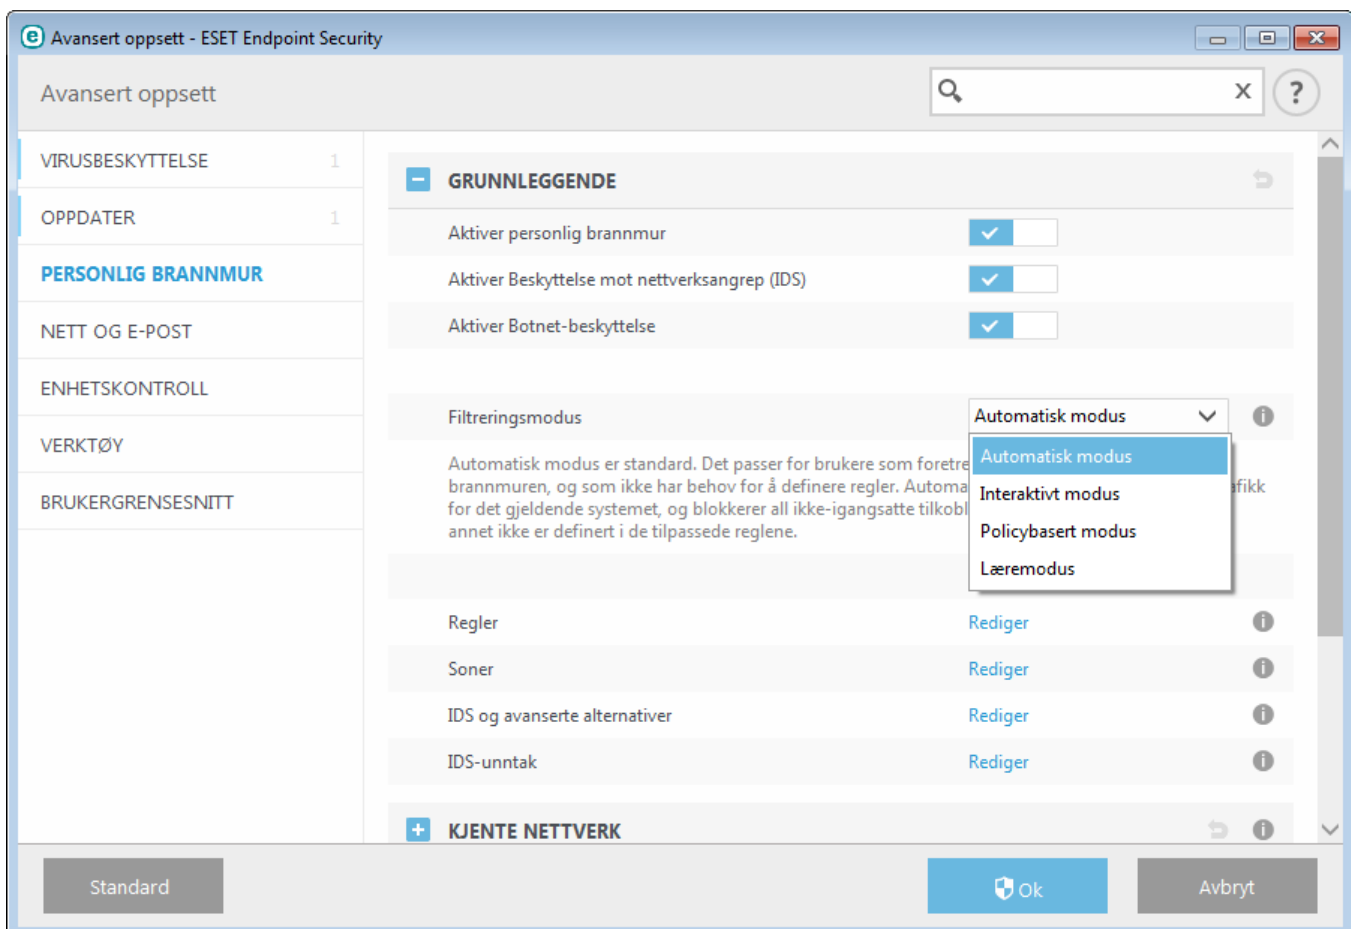 Avansert oppsett - ESET Endpoint Security
Avansert oppsett
VIRUSBESKYTTELSE 1
OPPDATER 1
PERSONLIG BRANNMUR
NETT OG E-POST
ENHETSKONTROLL
VERKTØY
BRUKERGRENSESNITT
GRUNNLEGGENDE
Aktiver personlig brannmur
Aktiver Beskyttelse mot nettverksangrep (IDS)
Aktiver Botnet-beskyttelse
Filtreringsmodus Automatisk modus
Automatisk modus
Interaktivt modus
Policybasert modus
Læremodus
Automatisk modus er standard. Det passer for brukere som
brannmuren, og som ikke har behov for å definere regler.
for det gjeldende systemet, og blokkerer all ikke-igangsatte
annet ikke er definert i de tilpassede reglene.
Regler Rediger
Soner Rediger
IDS og avanserte alternativer Rediger
IDS-unntak Rediger
KJENTE NETTVERK
Standard
Ok
Avbryt